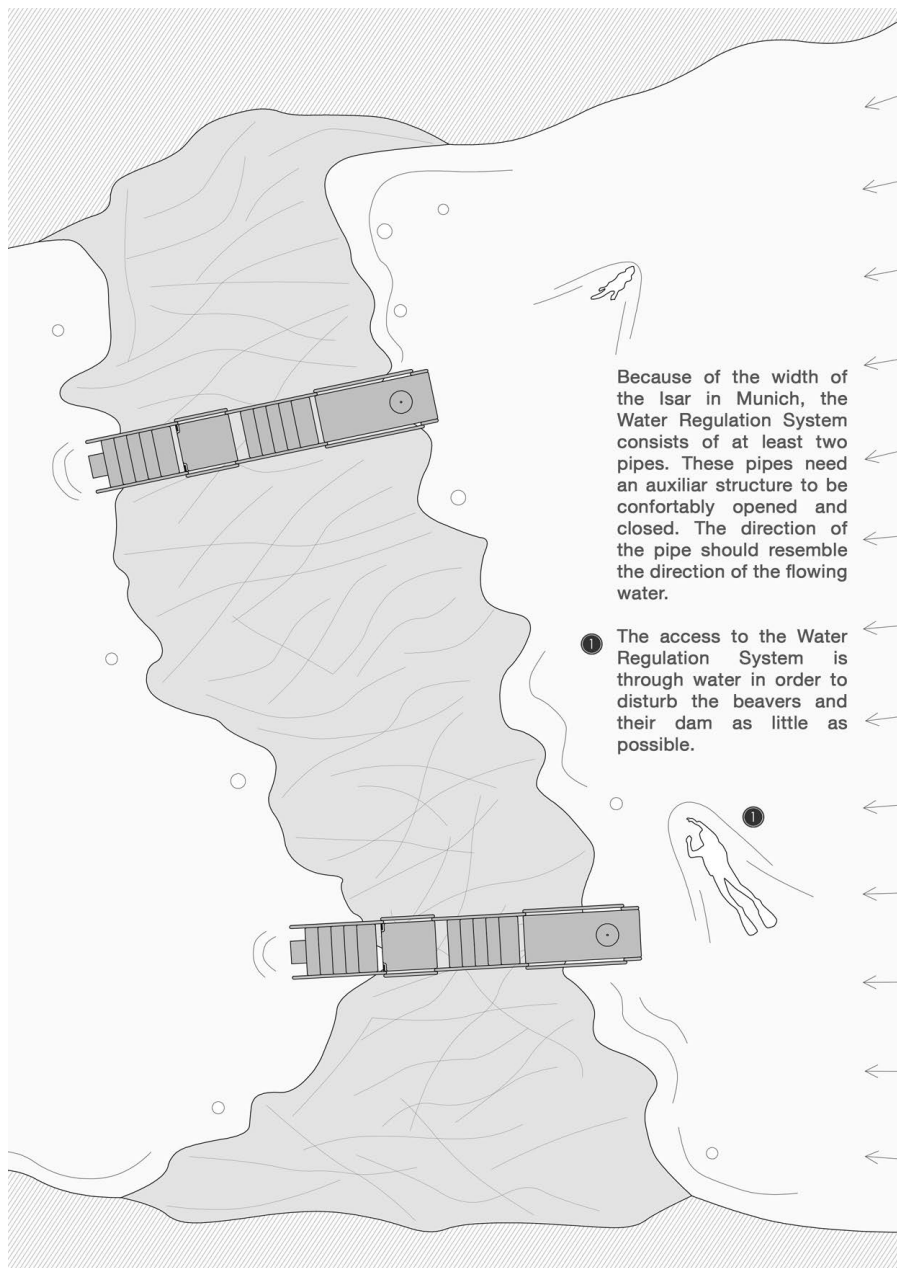 Because of the width of
the Isar in Munich, the
Water Regulation System
consists of at least two
pipes. These pipes need
an auxiliar structure to be
confortably opened and
closed. The direction of
the pipe should resemble
the direction of the flowing
water.
1 The access to the Water
Regulation System is
through water in order to
disturb the beavers and
their dam as little as
possible.
1